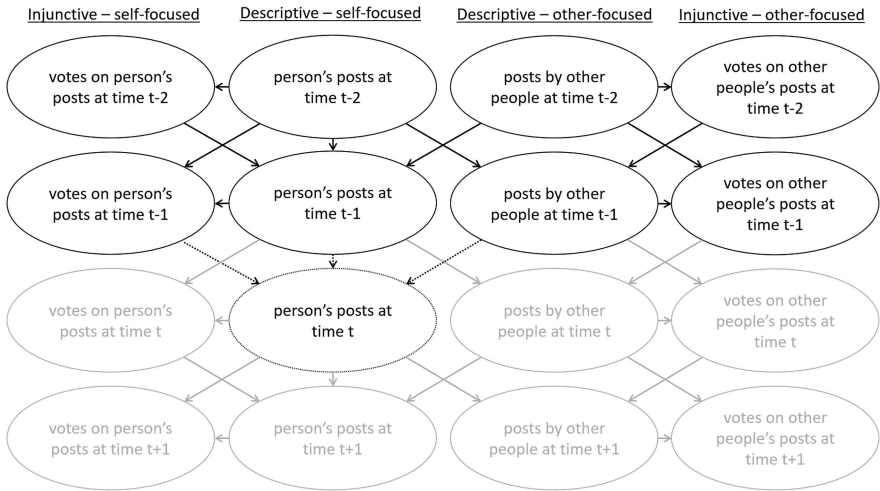 Injunctive – self-focused
Descriptive – self-focused
Descriptive – other-focused
Injunctive – other-focused
votes on person's
posts at time t-2
person's posts at
time t-2
posts by other
people at time t-2
votes on other
people's posts at
time t-2
votes on person's
posts at time t-1
person's posts at
time t-1
posts by other
people at time t-1
votes on other
people's posts at
time t-1
votes on person's
posts at time t
person's posts at
time t
posts by other
people at time t
votes on other
people's posts at
time t
votes on person's
posts at time t+1
person's posts at
time t+1
posts by other
people at time t+1
votes on other
people's posts at
time t+1